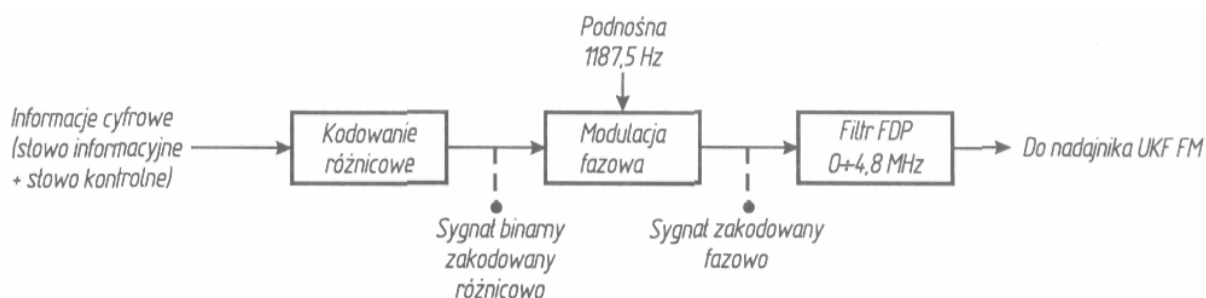 Podnośna
1187,5 Hz
Informacje cyfrowe
(słowo informacyjne
+ słowo kontrolne)
Kodowanie
różnicowe
Modulacja
fazowa
Filtr FDP
0÷4,8 MHz
Do nadajnika UKF FM
Sygnał binarny
zakodowany
różnicowo
Sygnał zakodowany
fazowo